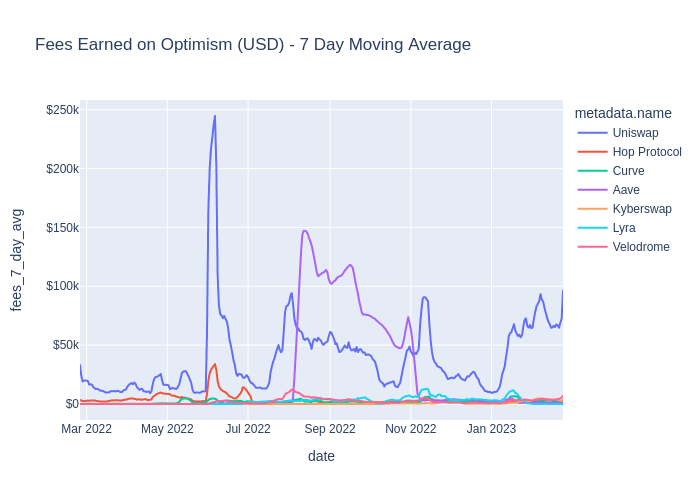 Fees Earned on Optimism (USD) - 7 Day Moving Average
metadata.name
Uniswap
Hop Protocol
Curve
Aave
Kyberswap
Lyra
Velodrome
$250k
$200k
$150k
$100k
$50k
$0
fees_7_day_avg
Mar 2022
May 2022
Jul 2022
Sep 2022
Nov 2022
Jan 2023
date